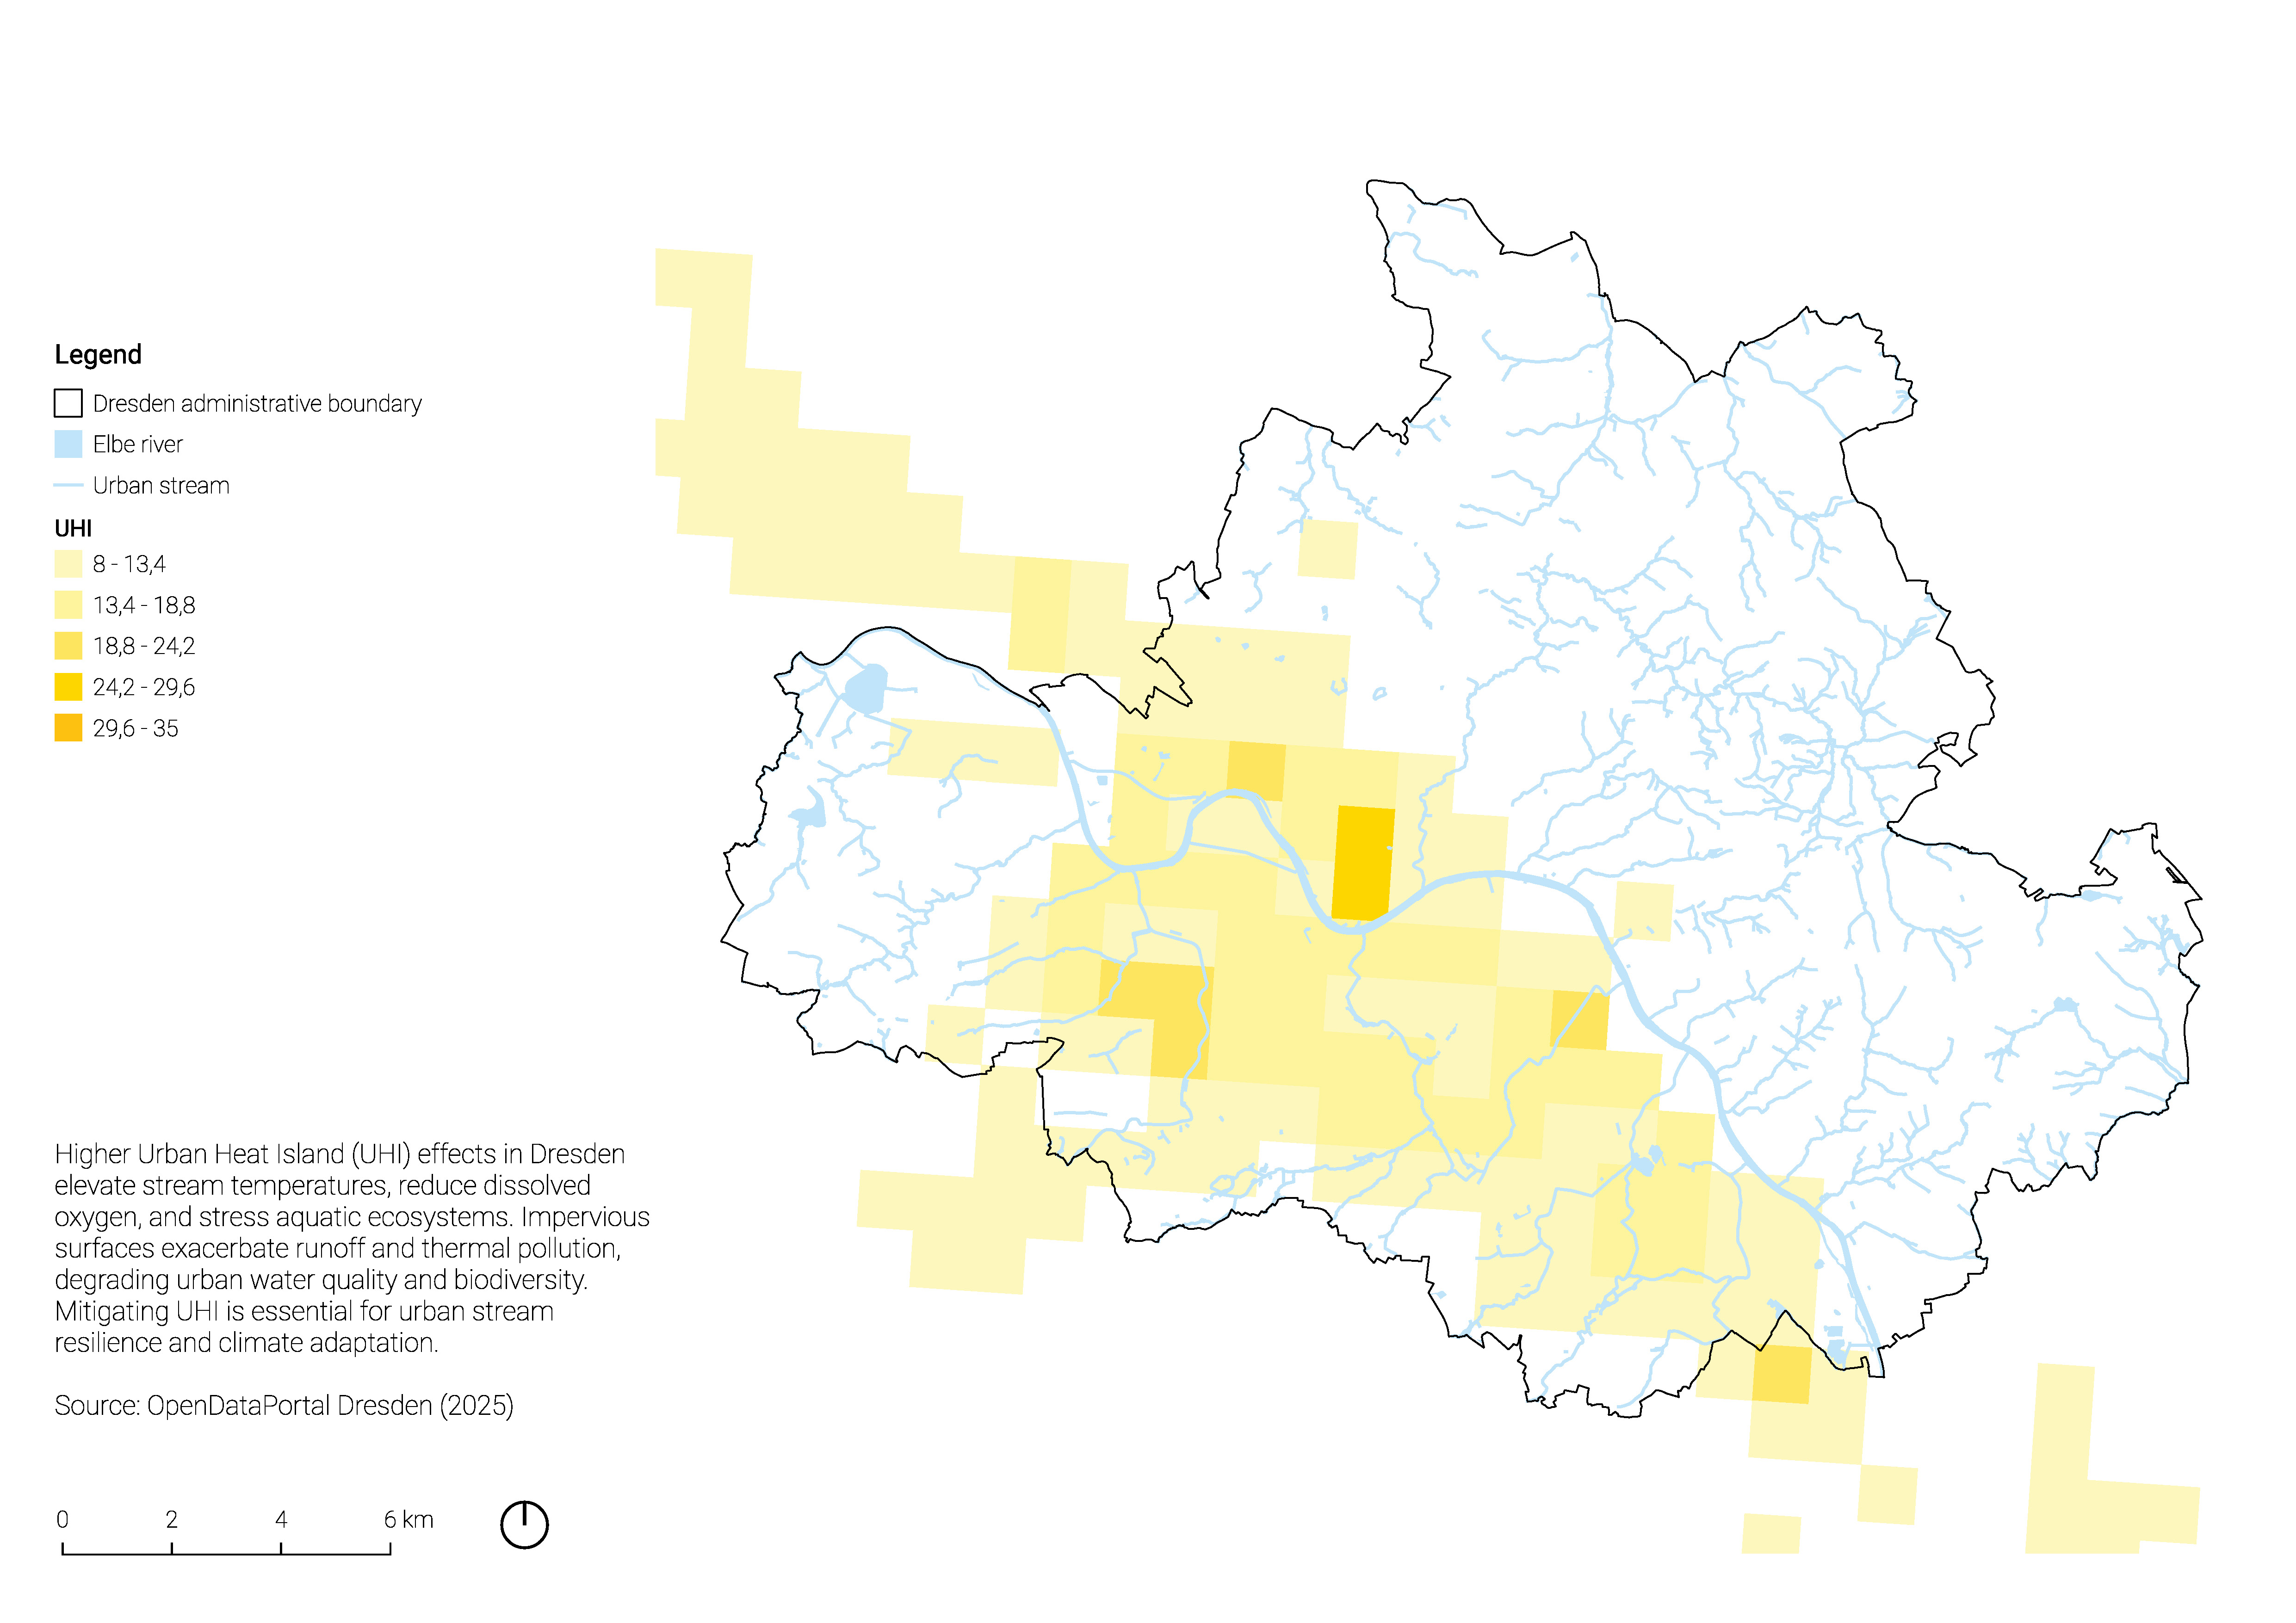 Legend
Dresden administrative boundary
Elbe river
Urban stream
UHI
8 - 13,4
13,4 - 18,8
18,8 - 24,2
24,2 - 29,6
29,6 - 35
Higher Urban Heat Island (UHI) effects in Dresden
elevate stream temperatures, reduce dissolved
oxygen, and stress aquatic ecosystems. Impervious
surfaces exacerbate runoff and thermal pollution,
degrading urban water quality and biodiversity.
Mitigating UHI is essential for urban stream
resilience and climate adaptation.
Source: OpenDataPortal Dresden (2025)
0 2 4 6 km